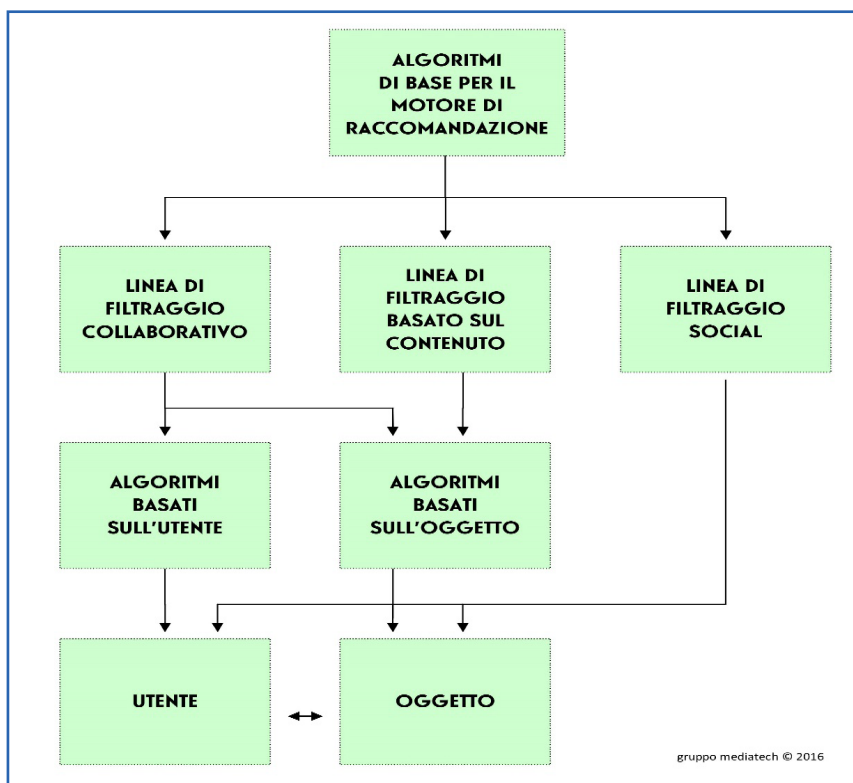 ALGORITMI
DI BASE PER IL
MOTORE DI
RACCOMANDAZIONE
LINEA DI
FILTRAGGIO
COLLABORATIVO
LINEA DI
FILTRAGGIO
BASATO SUL
CONTENUTO
LINEA DI
FILTRAGGIO
SOCIAL
ALGORITMI
BASATI
SULL'UTENTE
ALGORITMI
BASATI
SULL'OGGETTO
UTENTE
OGGETTO
gruppo mediatech © 2016